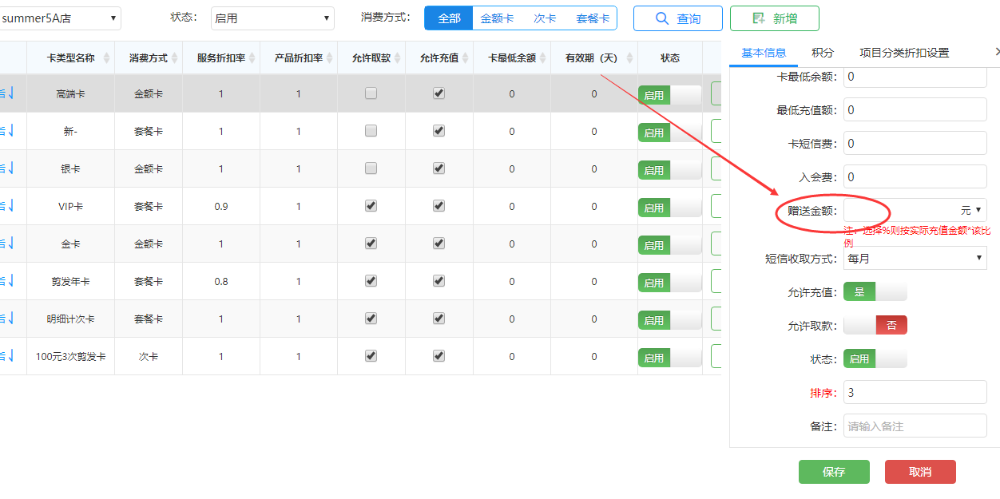 summer5A店 状态： 启用 消费方式： 全部 金额卡 次卡 套餐卡 查询 新增
卡类型名称 消费方式 服务折扣率 产品折扣率 允许取款 允许充值 卡最低余额 有效期（天） 状态
高端卡 金额卡 1 1 0 0 启用
新- 套餐卡 1 1 0 0 启用
银卡 金额卡 1 1 0 0 启用
VIP卡 套餐卡 0.9 1 0 0 启用
金卡 金额卡 1 1 0 0 启用
剪发年卡 套餐卡 0.8 1 0 0 启用
明细计次卡 套餐卡 1 1 0 0 启用
100元3次剪发卡 次卡 1 1 0 0 启用
基本信息 积分 项目分类折扣设置
卡最低余额： 0
最低充值额： 0
卡短信费： 0
入会费： 0
赠送金额： 元
注：选择%则按实际充值金额*该比
例
短信收取方式： 每月
允许充值： 是
允许取款： 否
状态： 启用
排序： 3
备注： 请输入备注
保存 取消